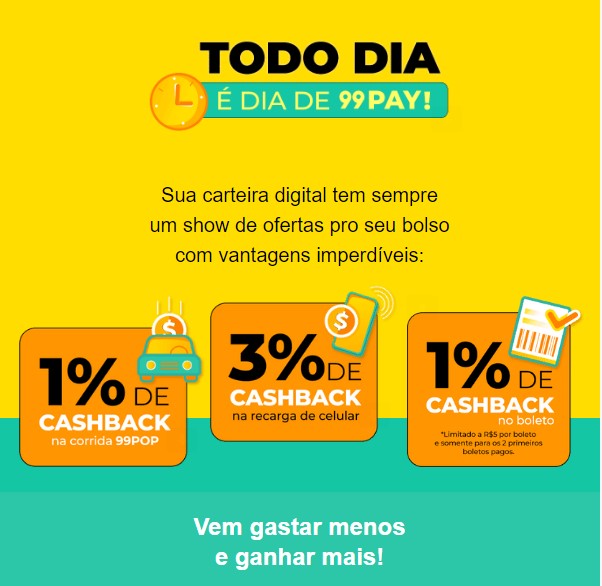 TODO DIA
É DIA DE 99PAY!
Sua carteira digital tem sempre
um show de ofertas pro seu bolso
com vantagens imperdíveis:
$
1% DE
CASHBACK
na corrida 99POP
$
3% DE
CASHBACK
na recarga de celular
1% DE
CASHBACK
no boleto
*Limitado a R$5 por boleto
e somente para os 2 primeiros
boletos pagos.
Vem gastar menos
e ganhar mais!